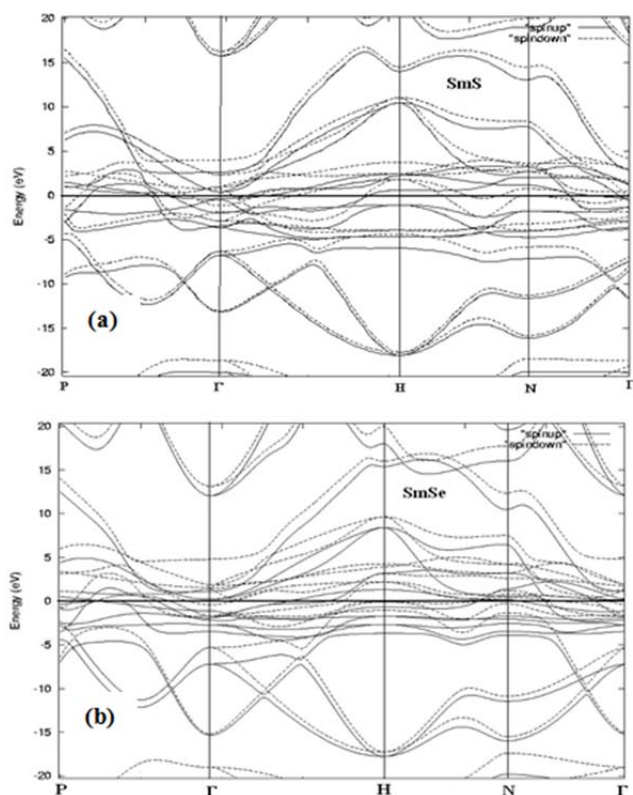 20
15
10
5
0
-5
-10
-15
-20
Energy (eV)
"spinup"
"spindown"
SmS
(a)
P Γ H N Γ
20
15
10
5
0
-5
-10
-15
-20
Energy (eV)
"spinup"
"spindown"
SmSe
(b)
P Γ H N Γ